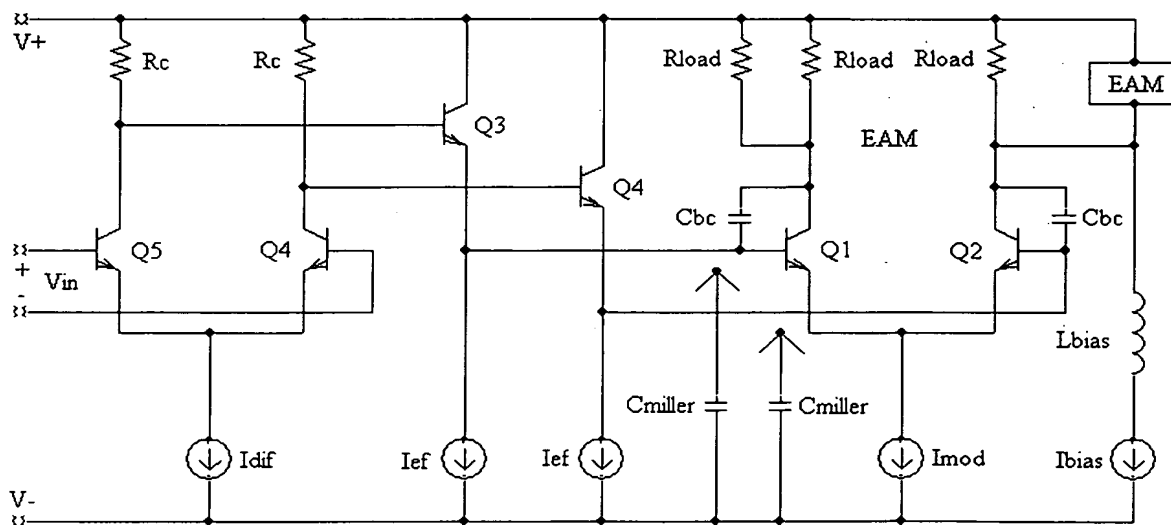 V+
Rc
Rc
Rload
Rload
Rload
EAM
EAM
Q3
Q4
Cbc
Cbc
Q5
Q4
Q1
Q2
+
Vin
-
Lbias
Cmiller
Cmiller
Idif
Ief
Ief
Imod
Ibias
V-